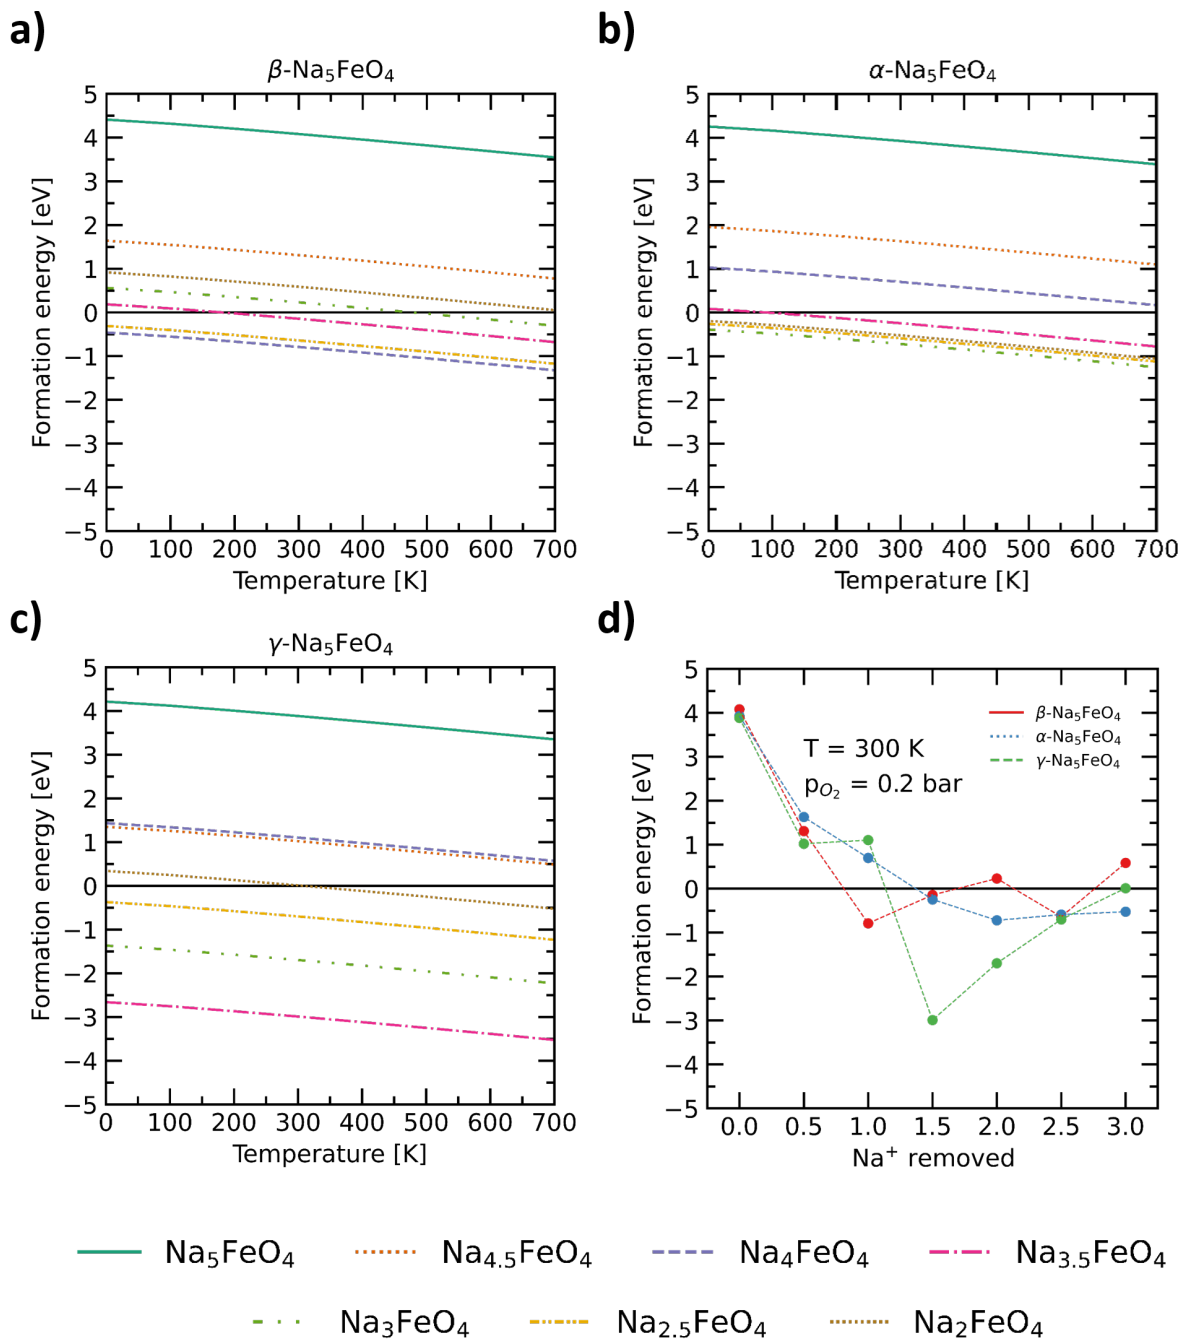 a)
β-Na₅FeO₄
5
4
3
2
1
0
−1
−2
−3
−4
−5
Formation energy [eV]
0 100 200 300 400 500 600 700
Temperature [K]
b)
α-Na₅FeO₄
5
4
3
2
1
0
−1
−2
−3
−4
−5
Formation energy [eV]
0 100 200 300 400 500 600 700
Temperature [K]
c)
γ-Na₅FeO₄
5
4
3
2
1
0
−1
−2
−3
−4
−5
Formation energy [eV]
0 100 200 300 400 500 600 700
Temperature [K]
d)
5
4
3
2
1
0
−1
−2
−3
−4
−5
Formation energy [eV]
T = 300 K
p_O₂ = 0.2 bar
β-Na₅FeO₄
α-Na₅FeO₄
γ-Na₅FeO₄
0.0 0.5 1.0 1.5 2.0 2.5 3.0
Na⁺ removed
Na₅FeO₄ Na₄.₅FeO₄ Na₄FeO₄ Na₃.₅FeO₄
Na₃FeO₄ Na₂.₅FeO₄ Na₂FeO₄